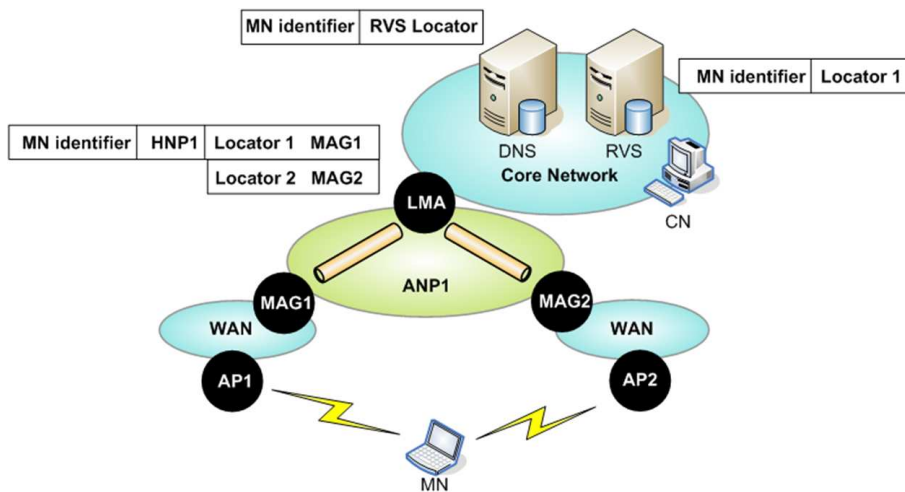 MN identifier RVS Locator
MN identifier Locator 1
MN identifier HNP1 Locator 1 MAG1
Locator 2 MAG2
DNS RVS
Core Network
CN
LMA
ANP1
MAG1 MAG2
WAN WAN
AP1 AP2
MN